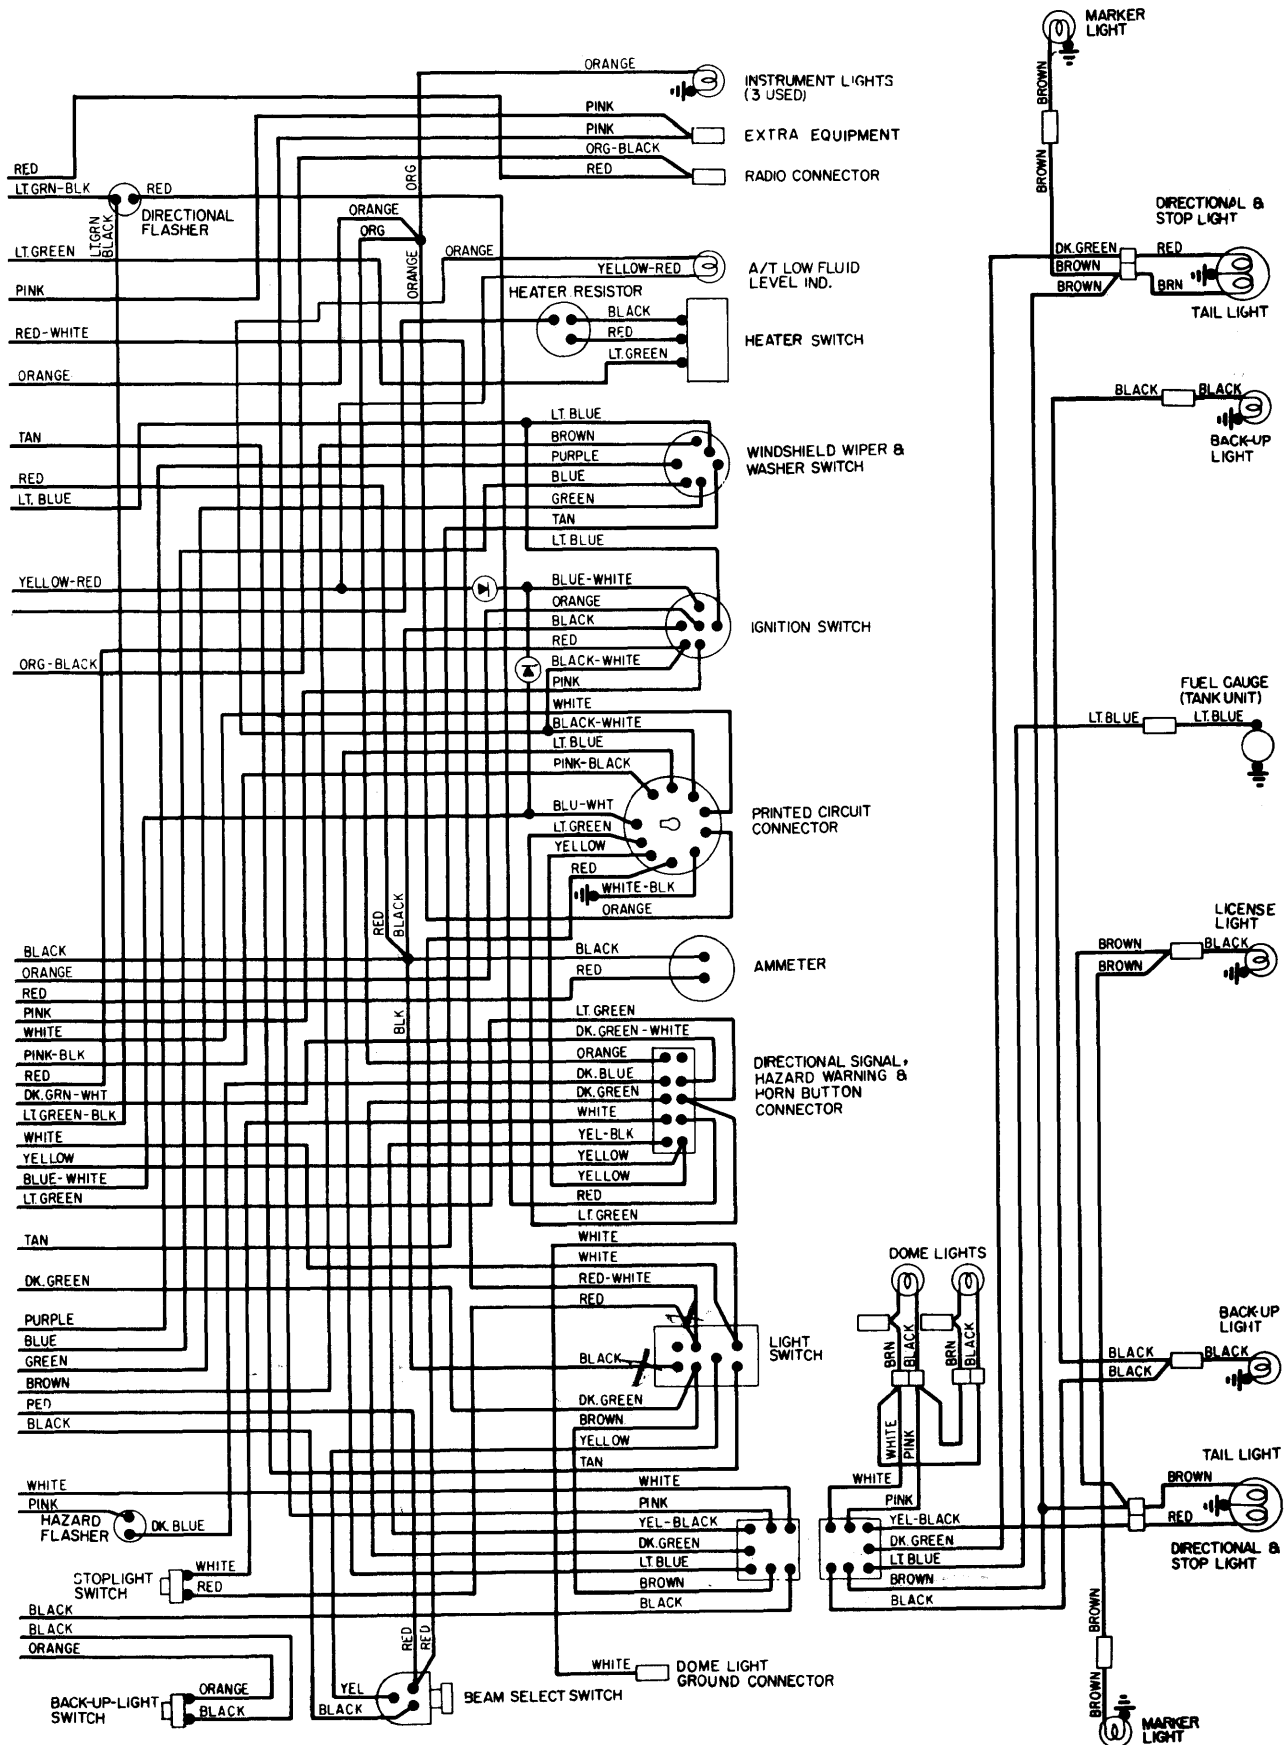 MARKER
LIGHT
ORANGE
INSTRUMENT LIGHTS
(3 USED)
BROWN
PINK
PINK
EXTRA EQUIPMENT
ORG-BLACK
RED
RED
RADIO CONNECTOR
ORG
BROWN
LT.GRN-BLK
RED
DIRECTIONAL
FLASHER
LT.GRN
BLACK
ORANGE
ORG
DIRECTIONAL &
STOP LIGHT
LT.GREEN
ORANGE
ORANGE
YELLOW-RED
A/T LOW FLUID
LEVEL IND.
DK.GREEN
RED
BROWN
BROWN
BRN
TAIL LIGHT
PINK
HEATER RESISTOR
BLACK
RED
LT.GREEN
HEATER SWITCH
RED-WHITE
ORANGE
BLACK
BLACK
BACK-UP
LIGHT
TAN
LT. BLUE
BROWN
PURPLE
BLUE
GREEN
TAN
LT.BLUE
WINDSHIELD WIPER &
WASHER SWITCH
RED
LT. BLUE
YELLOW-RED
BLUE-WHITE
ORANGE
BLACK
RED
BLACK-WHITE
PINK
IGNITION SWITCH
ORG-BLACK
FUEL GAUGE
(TANK UNIT)
LT.BLUE
LT.BLUE
WHITE
BLACK-WHITE
LT.BLUE
PINK-BLACK
BLU-WHT
LT.GREEN
YELLOW
RED
WHITE-BLK
ORANGE
PRINTED CIRCUIT
CONNECTOR
RED
BLACK
LICENSE
LIGHT
BROWN
BLACK
BROWN
BLACK
ORANGE
RED
PINK
WHITE
PINK-BLK
RED
DK.GRN-WHT
LT.GREEN-BLK
WHITE
YELLOW
BLUE-WHITE
LT.GREEN
BLACK
RED
AMMETER
BLK
LT.GREEN
DK.GREEN-WHITE
ORANGE
DK.BLUE
DK.GREEN
WHITE
YEL-BLK
YELLOW
YELLOW
RED
LT.GREEN
DIRECTIONAL SIGNAL,
HAZARD WARNING &
HORN BUTTON
CONNECTOR
TAN
DK.GREEN
PURPLE
BLUE
GREEN
BROWN
RED
BLACK
WHITE
WHITE
RED-WHITE
RED
BLACK
DK.GREEN
BROWN
YELLOW
TAN
LIGHT
SWITCH
DOME LIGHTS
BRN
BLACK
BRN
BLACK
WHITE
PINK
BACK-UP
LIGHT
BLACK
BLACK
BLACK
TAIL LIGHT
BROWN
RED
DIRECTIONAL &
STOP LIGHT
WHITE
PINK
HAZARD
FLASHER
DK.BLUE
WHITE
PINK
YEL-BLACK
DK.GREEN
LT.BLUE
BROWN
BLACK
WHITE
PINK
YEL-BLACK
DK.GREEN
LT.BLUE
BROWN
BLACK
STOPLIGHT
SWITCH
WHITE
RED
BLACK
BLACK
ORANGE
ORANGE
BLACK
BACK-UP-LIGHT
SWITCH
RED
RED
YEL
BLACK
BEAM SELECT SWITCH
WHITE
DOME LIGHT
GROUND CONNECTOR
BROWN
BROWN
MARKER
LIGHT